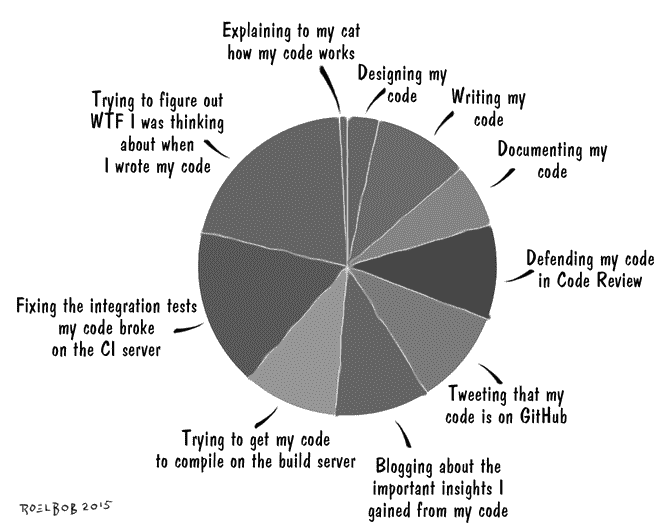 Explaining to my cat
how my code works
Designing my
code
Writing my
code
Documenting my
code
Defending my code
in Code Review
Tweeting that my
code is on GitHub
Blogging about the
important insights I
gained from my code
Trying to get my code
to compile on the build server
Fixing the integration tests
my code broke
on the CI server
Trying to figure out
WTF I was thinking
about when
I wrote my code
ROELBOB 2015